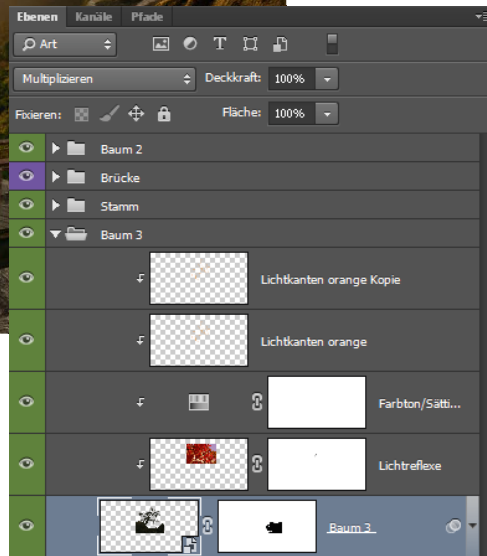 Ebenen Kanäle Pfade
Art
Multiplizieren Deckkraft: 100%
Fixieren: Fläche: 100%
Baum 2
Brücke
Stamm
Baum 3
Lichtkanten orange Kopie
Lichtkanten orange
Farbton/Sätti...
Lichtreflexe
Baum 3